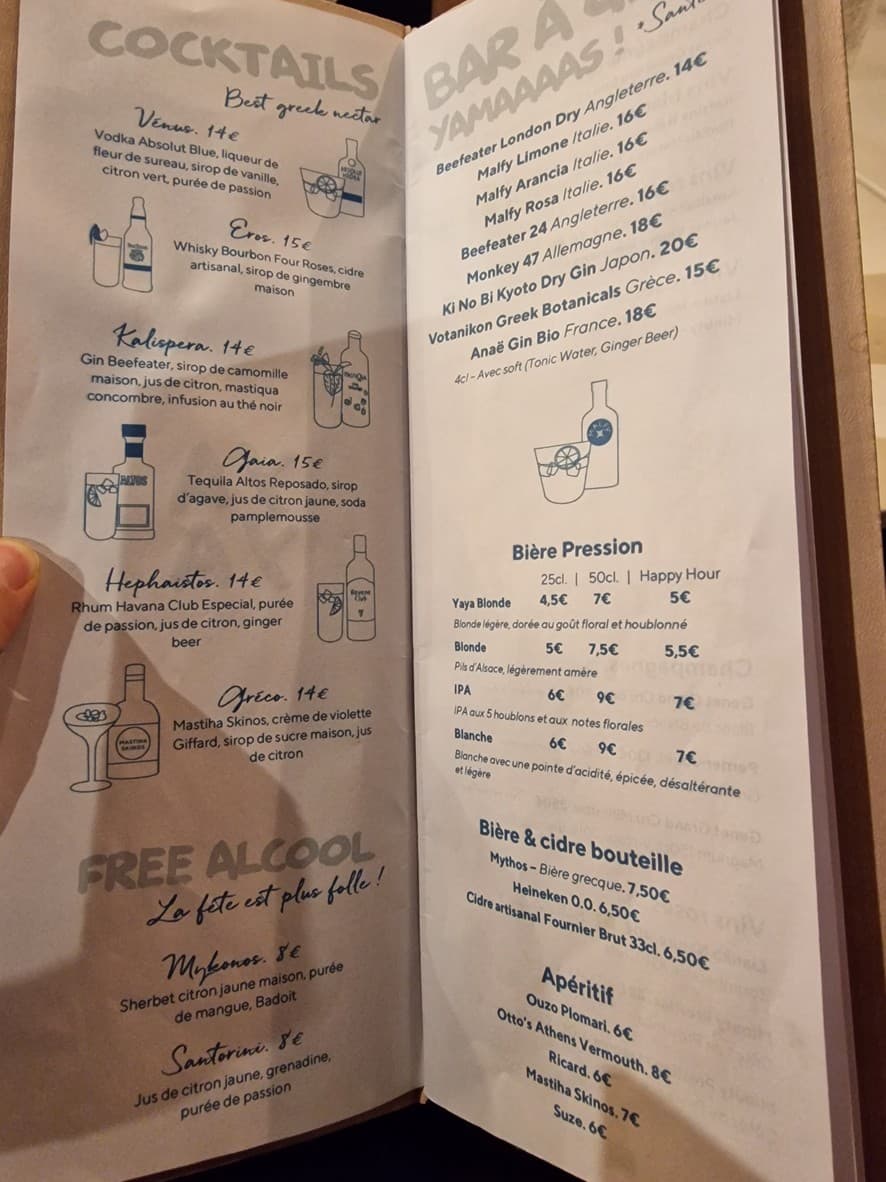 COCKTAILS
Best greek nectar
Vénus. 14€
Vodka Absolut Blue, liqueur de
fleur de sureau, sirop de vanille,
citron vert, purée de passion
Eros. 15€
Whisky Bourbon Four Roses, cidre
artisanal, sirop de gingembre
maison
Kalispera. 14€
Gin Beefeater, sirop de camomille
maison, jus de citron, mastiqua
concombre, infusion au thé noir
Gaia. 15€
ALTOS
Tequila Altos Reposado, sirop
d'agave, jus de citron jaune, soda
pamplemousse
Hephaistos. 14€
Rhum Havana Club Especial, purée
de passion, jus de citron, ginger
beer
Havana
Club
Gréco. 14€
Mastiha Skinos, crème de violette
Giffard, sirop de sucre maison, jus
de citron
MASTIHA
SKINOS
FREE ALCOOL
La fête est plus folle !
Mykonos. 8€
Sherbet citron jaune maison, purée
de mangue, Badoit
Santorini. 8€
Jus de citron jaune, grenadine,
purée de passion
BAR À
YAMAAAAS !
Beefeater London Dry Angleterre. 14€
Malfy Limone Italie. 16€
Malfy Arancia Italie. 16€
Malfy Rosa Italie. 16€
Beefeater 24 Angleterre. 16€
Monkey 47 Allemagne. 18€
Ki No Bi Kyoto Dry Gin Japon. 20€
Votanikon Greek Botanicals Grèce. 15€
Anaë Gin Bio France. 18€
4cl - Avec soft (Tonic Water, Ginger Beer)
Bière Pression
25cl. | 50cl. | Happy Hour
Yaya Blonde 4,5€ 7€ 5€
Blonde légère, dorée au goût floral et houblonné
Blonde 5€ 7,5€ 5,5€
Pils d'Alsace, légèrement amère
IPA 6€ 9€ 7€
IPA aux 5 houblons et aux notes florales
Blanche 6€ 9€ 7€
Blanche avec une pointe d'acidité, épicée, désaltérante
et légère
Bière & cidre bouteille
Mythos – Bière grecque. 7,50€
Heineken 0.0. 6,50€
Cidre artisanal Fournier Brut 33cl. 6,50€
Apéritif
Ouzo Plomari. 6€
Otto's Athens Vermouth. 8€
Ricard. 6€
Mastiha Skinos. 7€
Suze. 6€